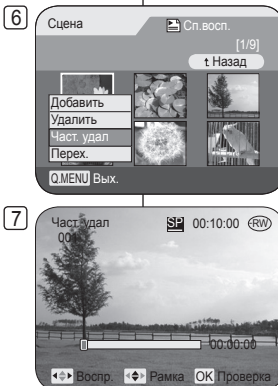 6
Сцена Сп.восп.
[1/9]
t Назад
Добавить
Удалить
Част. удал
Перех.
Q.MENU Вых.
7
Част. удал SP 00:10:00 RW
001
00:00:00
Воспр. Рамка OK Проверка